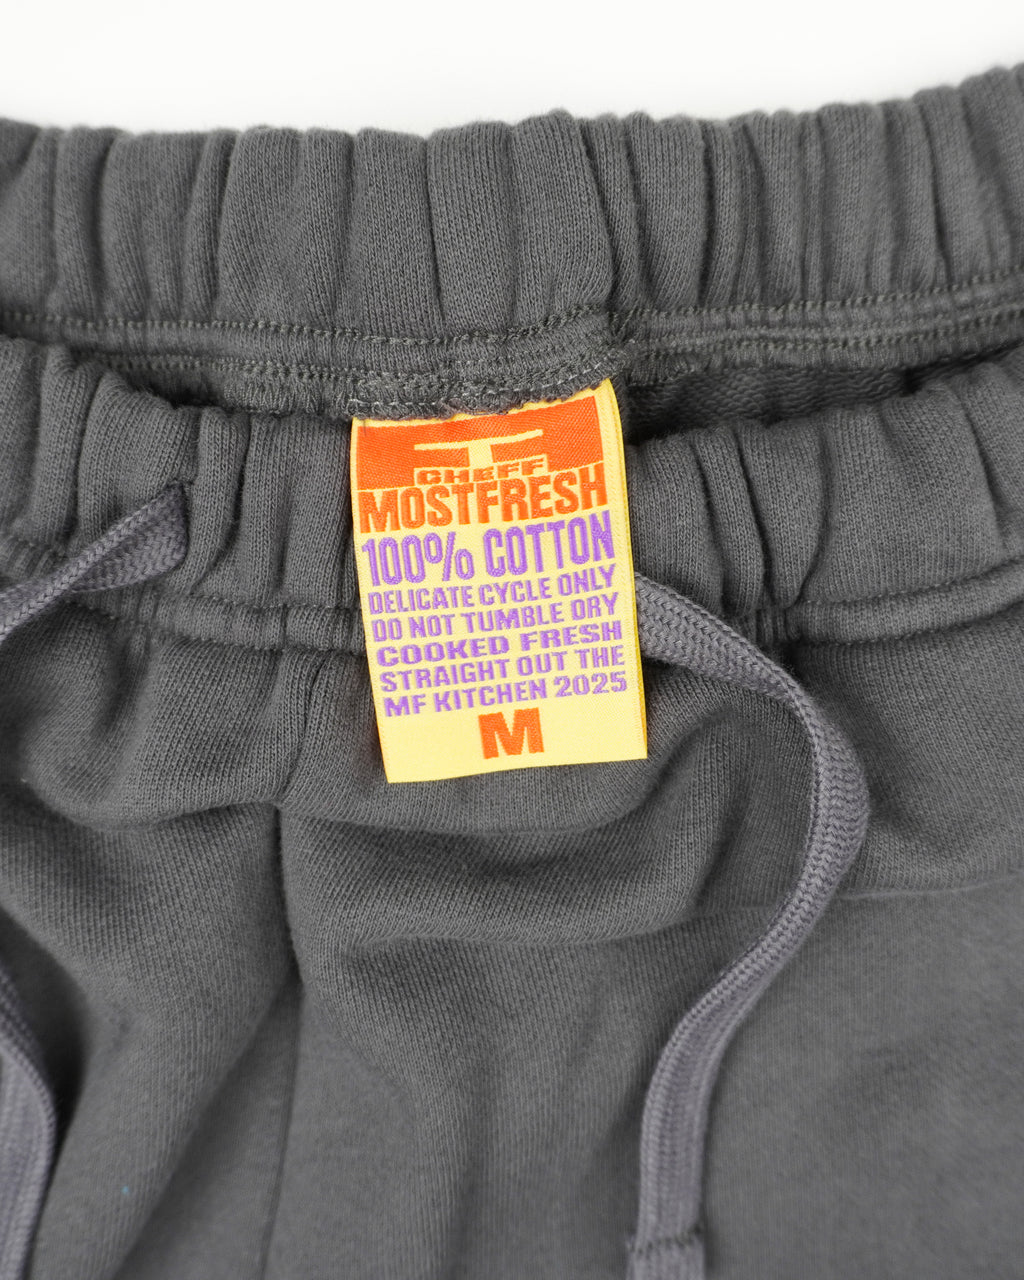 CHEFF
MOSTFRESH
100% COTTON
DELICATE CYCLE ONLY
DO NOT TUMBLE DRY
COOKED FRESH
STRAIGHT OUT THE
MF KITCHEN 2025
M